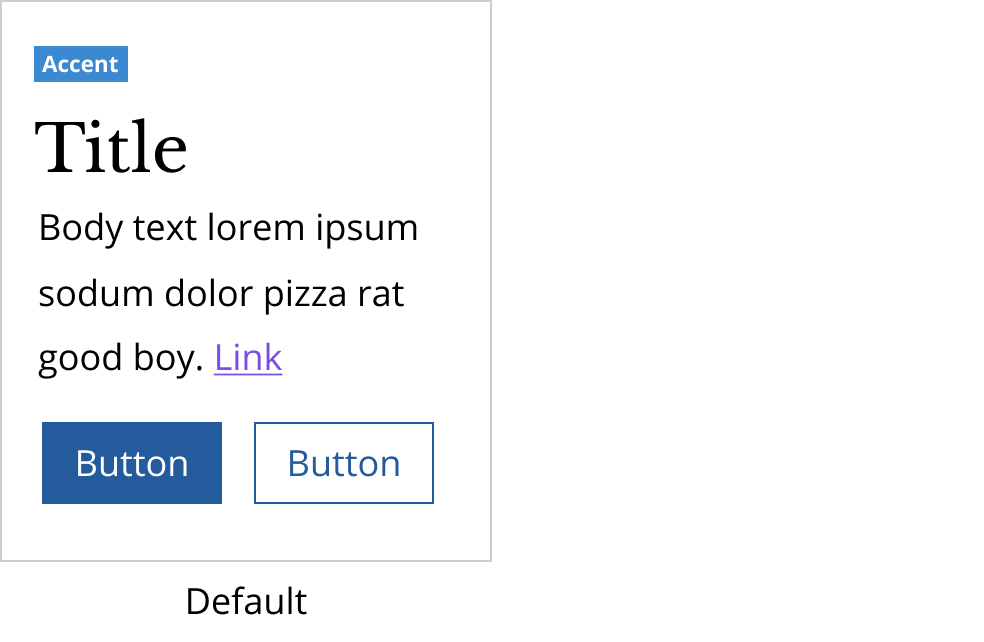 Accent
Title
Body text lorem ipsum
sodum dolor pizza rat
good boy. Link
Button Button
Default